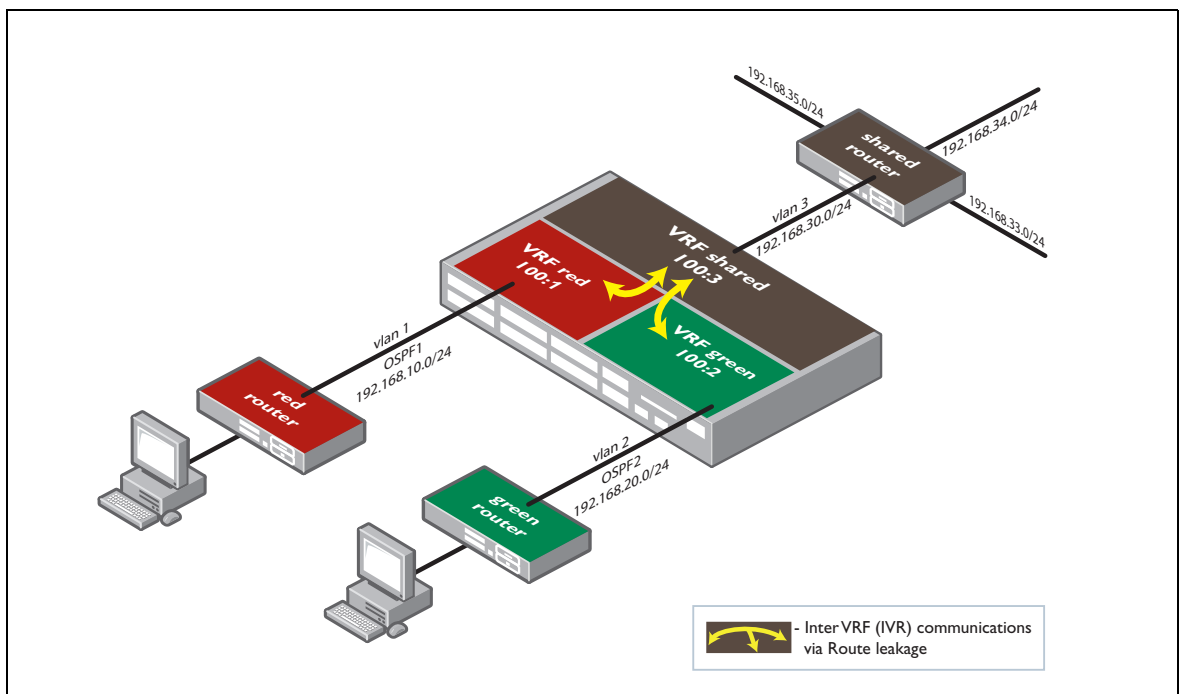 192.168.35.0/24
shared
router
192.168.34.0/24
192.168.33.0/24
vlan 3
192.168.30.0/24
VRF shared
100:3
VRF red
100:1
VRF green
100:2
vlan 1
OSPF1
192.168.10.0/24
red
router
vlan 2
OSPF2
192.168.20.0/24
green
router
- Inter VRF (IVR) communications
via Route leakage